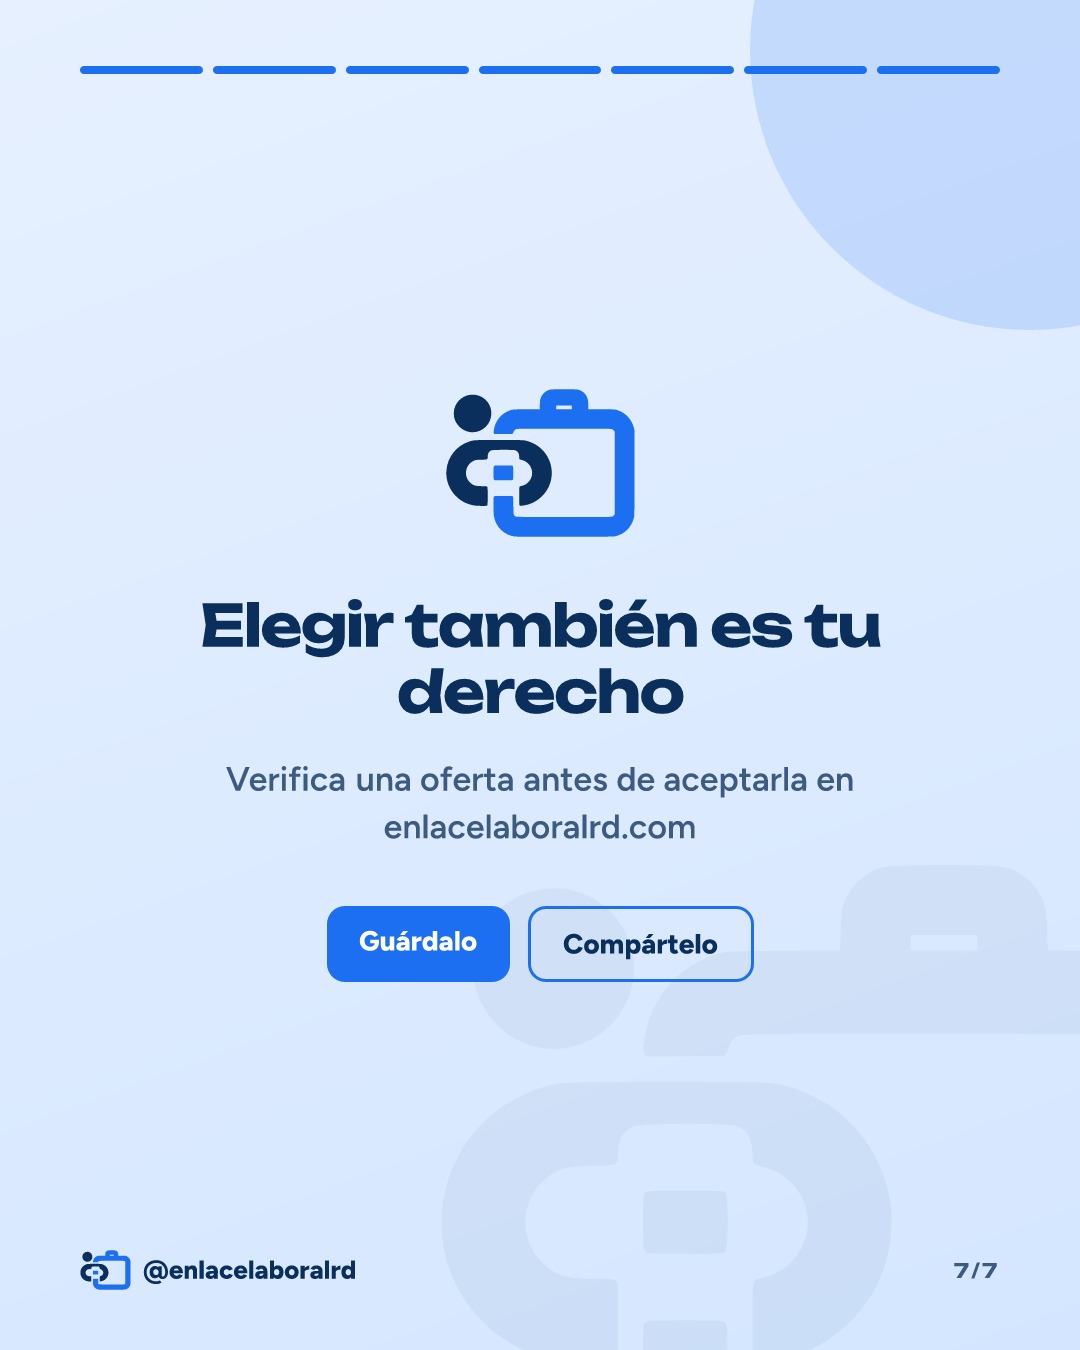 Elegir también es tu
derecho
Verifica una oferta antes de aceptarla en
enlacelaboralrd.com
Guárdalo
Compártelo
@enlacelaboralrd
7/7